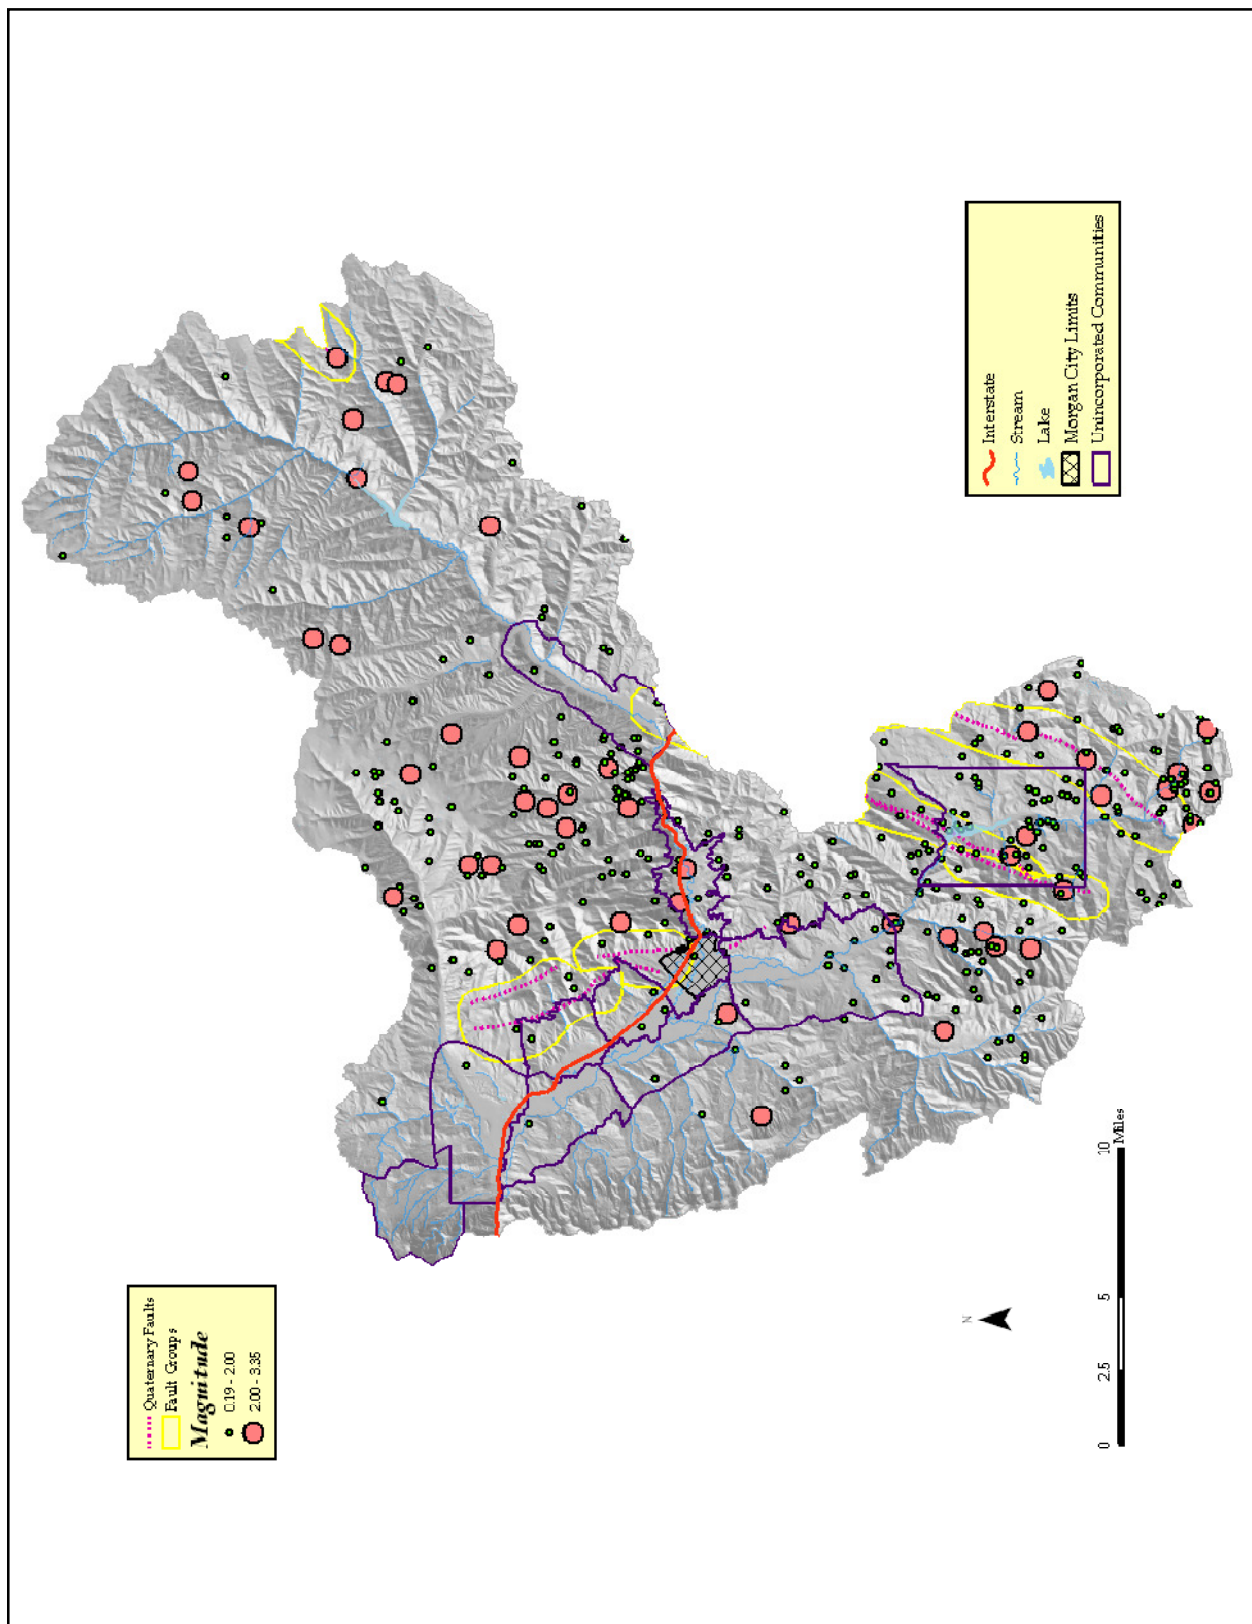 Interstate
Stream
Lake
Morgan City Limits
Unincorporated Communities
Quaternary Faults
Fault Groups
Magnitude
0.19 - 2.00
2.00 - 3.35
N
0 2.5 5 10
Miles